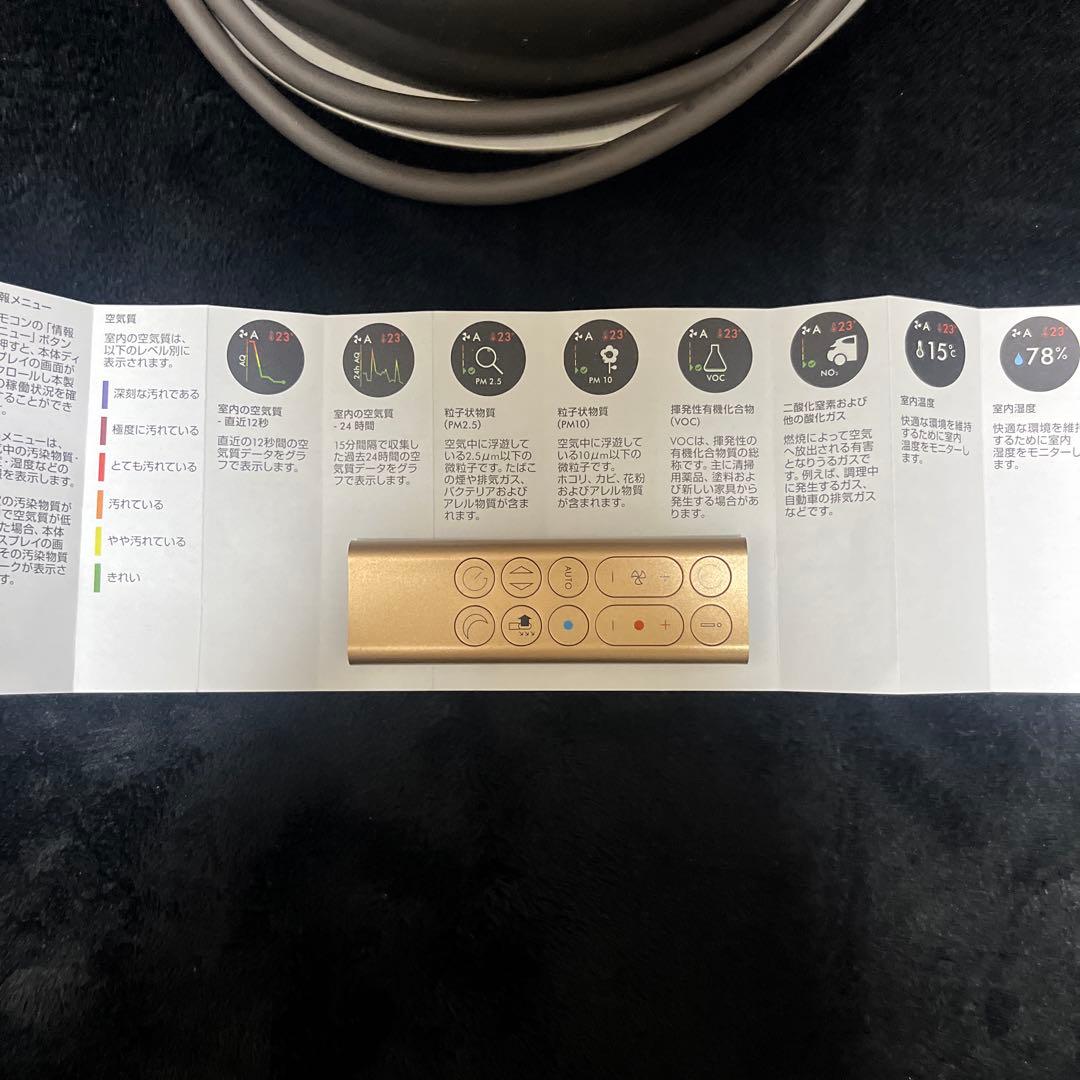 報メニュー
モコンの「情報
ニュー」ボタン
押すと、本体ディ
プレイの画面が
クロールし本製
の稼働状況を確
ることができ
メニューは、
中の汚染物質・
・湿度などの
を表示します。
の汚染物質が
で空気質が低
た場合、本体
スプレイの画
その汚染物質
ークが表示さ
す。
空気質
室内の空気質は、
以下のレベル別に
表示されます。
深刻な汚れである
極度に汚れている
とても汚れている
汚れている
やや汚れている
きれい
A 23°
AQ
室内の空気質
- 直近12秒
直近の12秒間の空
気質データをグラ
フで表示します。
A 23°
24h AQ
室内の空気質
- 24 時間
15分間隔で収集し
た過去24時間の空
気質データをグラ
フで表示します。
A 23°
PM 2.5
粒子状物質
(PM2.5)
空気中に浮遊して
いる2.5μm以下の
微粒子です。たばこ
の煙や排気ガス、
バクテリアおよび
アレル物質が含ま
れます。
A 23°
PM 10
粒子状物質
(PM10)
空気中に浮遊して
いる10μm以下の
微粒子です。
ホコリ、カビ、花粉
およびアレル物質
が含まれます。
A 23°
VOC
揮発性有機化合物
(VOC)
VOCは、揮発性の
有機化合物質の総
称です。主に清掃
用薬品、塗料およ
び新しい家具から
発生する場合があ
ります。
A 23°
NO₂
二酸化窒素および
他の酸化ガス
燃焼によって空気
へ放出される有害
となりうるガスで
す。例えば、調理中
に発生するガス、
自動車の排気ガス
などです。
A 23°
15℃
室内温度
快適な環境を維持
するために室内
温度をモニターし
ます。
A 23°
78%
室内湿度
快適な環境を維持
するために室内
湿度をモニターし
ます。
AUTO